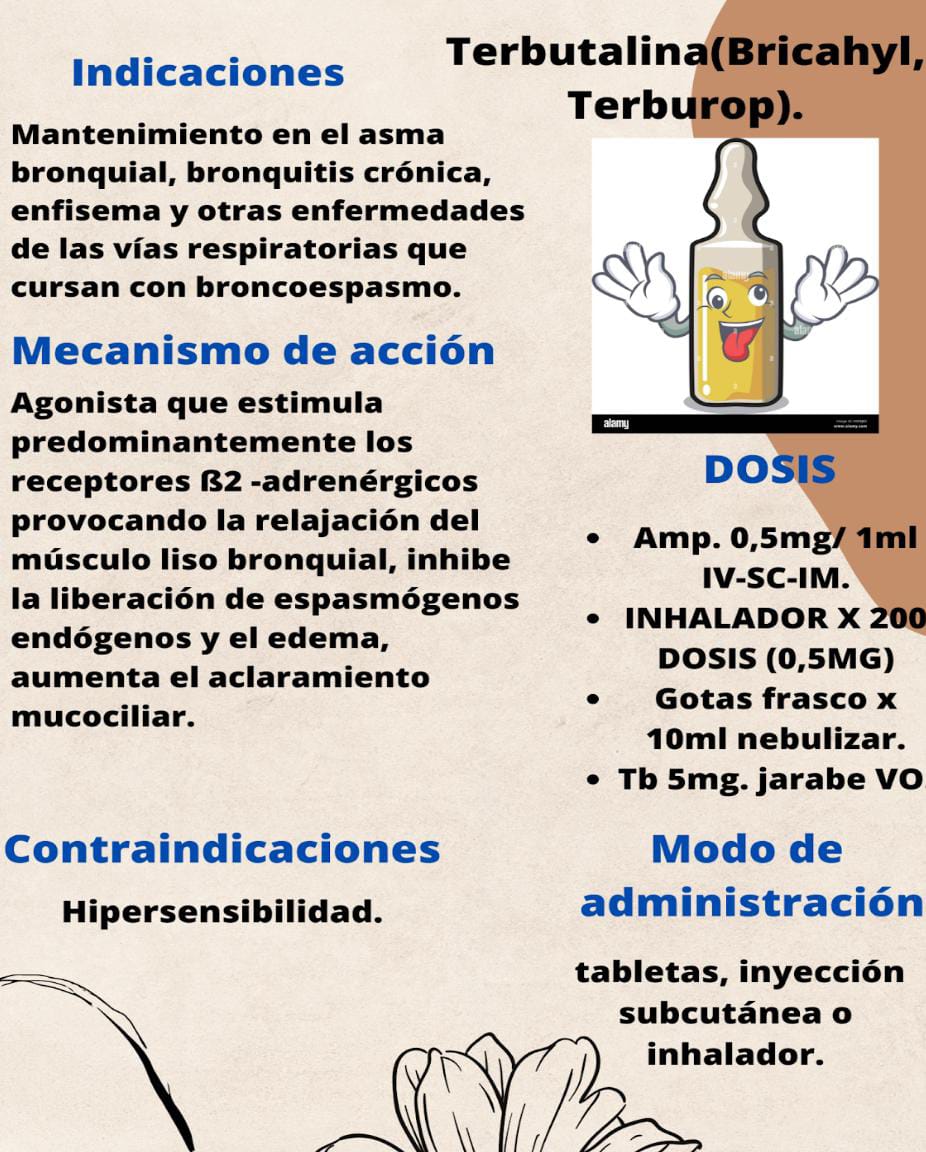 Terbutalina(Bricahyl,
Terburop).
Indicaciones
Mantenimiento en el asma
bronquial, bronquitis crónica,
enfisema y otras enfermedades
de las vías respiratorias que
cursan con broncoespasmo.
Mecanismo de acción
Agonista que estimula
predominantemente los
receptores ß2 -adrenérgicos
provocando la relajación del
músculo liso bronquial, inhibe
la liberación de espasmógenos
endógenos y el edema,
aumenta el aclaramiento
mucociliar.
Contraindicaciones
Hipersensibilidad.
alamy
alamy
www.alamy.com
DOSIS
• Amp. 0,5mg/ 1ml
IV-SC-IM.
• INHALADOR X 200
DOSIS (0,5MG)
• Gotas frasco x
10ml nebulizar.
• Tb 5mg. jarabe VO.
Modo de
administración
tabletas, inyección
subcutánea o
inhalador.